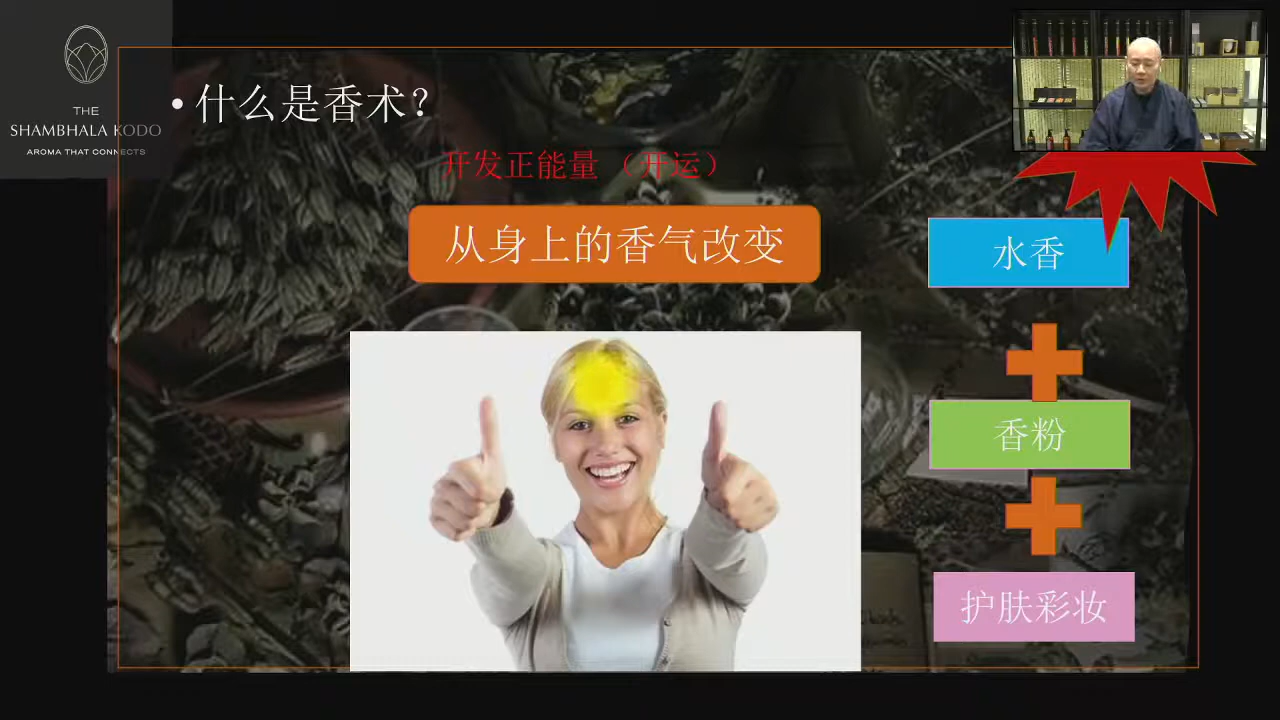 THE
SHAMBHALA KODO
AROMA THAT CONNECTS
• 什么是香术？
开发正能量 （开运）
从身上的香气改变
水香
香粉
护肤彩妆